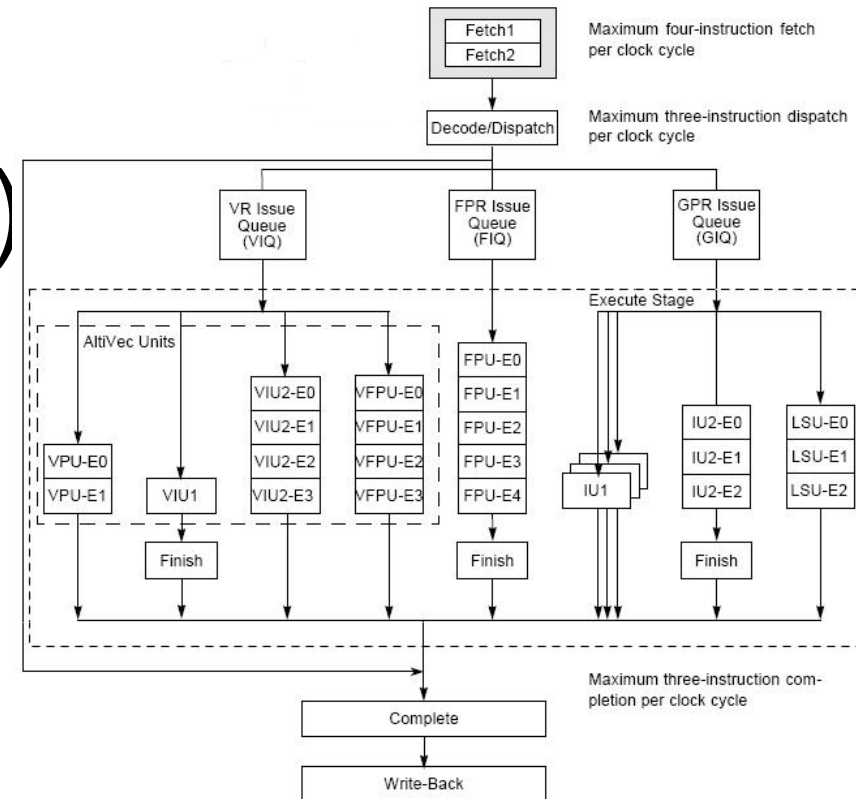 Fetch1
Fetch2
Maximum four-instruction fetch
per clock cycle
Decode/Dispatch
Maximum three-instruction dispatch
per clock cycle
VR Issue
Queue
(VIQ)
FPR Issue
Queue
(FIQ)
GPR Issue
Queue
(GIQ)
Execute Stage
AltiVec Units
VPU-E0
VPU-E1
VIU1
Finish
VIU2-E0
VIU2-E1
VIU2-E2
VIU2-E3
VFPU-E0
VFPU-E1
VFPU-E2
VFPU-E3
FPU-E0
FPU-E1
FPU-E2
FPU-E3
FPU-E4
Finish
IU1
IU2-E0
IU2-E1
IU2-E2
Finish
LSU-E0
LSU-E1
LSU-E2
Maximum three-instruction com-
pletion per clock cycle
Complete
Write-Back